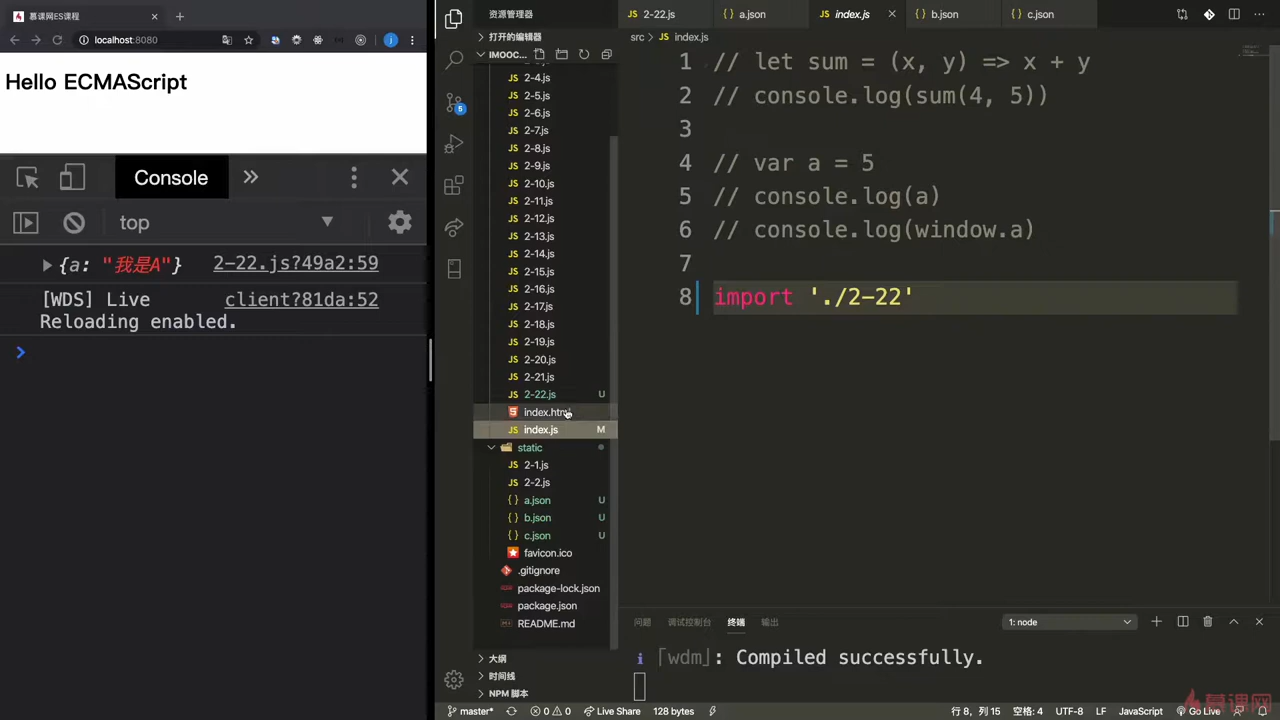 慕课网ES课程
localhost:8080
Hello ECMAScript
Console
top
{a: "我是A"} 2-22.js?49a2:59
[WDS] Live client?81da:52
Reloading enabled.
资源管理器
打开的编辑器
IMOOC...
2-4.js
2-5.js
2-6.js
2-7.js
2-8.js
2-9.js
2-10.js
2-11.js
2-12.js
2-13.js
2-14.js
2-15.js
2-16.js
2-17.js
2-18.js
2-19.js
2-20.js
2-21.js
2-22.js U
index.html
index.js M
static
2-1.js
2-2.js
a.json U
b.json U
c.json U
favicon.ico
.gitignore
package-lock.json
package.json
README.md
大纲
时间线
NPM 脚本
5
2-22.js a.json index.js b.json c.json
src > index.js
1 // let sum = (x, y) => x + y
2 // console.log(sum(4, 5))
3
4 // var a = 5
5 // console.log(a)
6 // console.log(window.a)
7
8 import './2-22'
问题 调试控制台 终端 输出 1: node
i ⌈wdm⌋: Compiled successfully.
master* 0 0 Live Share 128 bytes 行 8，列 15 空格: 4 UTF-8 LF JavaScript Go Live
慕课网